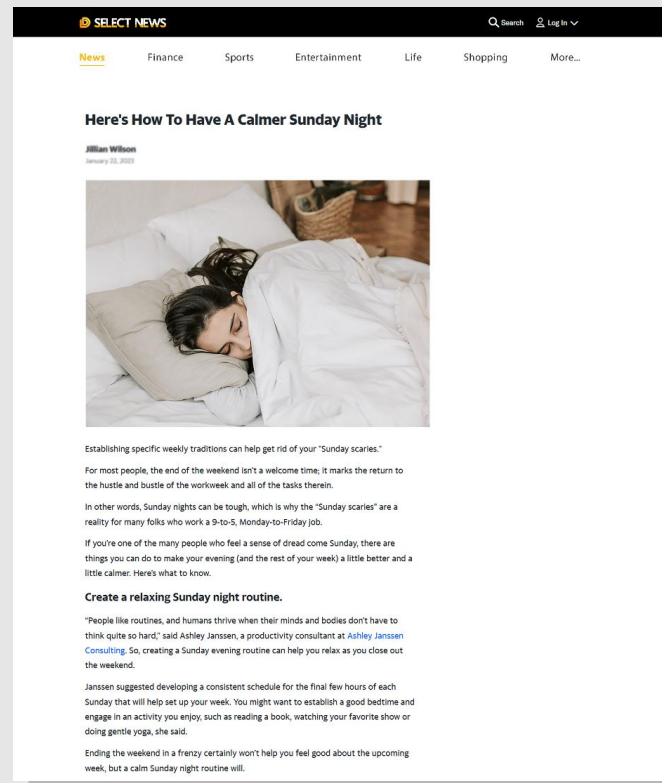 SELECT NEWS
Search
Log In
News Finance Sports Entertainment Life Shopping More...
Here's How To Have A Calmer Sunday Night
Jillian Wilson
January 22, 2023
Establishing specific weekly traditions can help get rid of your "Sunday scaries."
For most people, the end of the weekend isn't a welcome time; it marks the return to
the hustle and bustle of the workweek and all of the tasks therein.
In other words, Sunday nights can be tough, which is why the "Sunday scaries" are a
reality for many folks who work a 9-to-5, Monday-to-Friday job.
If you're one of the many people who feel a sense of dread come Sunday, there are
things you can do to make your evening (and the rest of your week) a little better and a
little calmer. Here's what to know.
Create a relaxing Sunday night routine.
"People like routines, and humans thrive when their minds and bodies don't have to
think quite so hard," said Ashley Janssen, a productivity consultant at Ashley Janssen
Consulting. So, creating a Sunday evening routine can help you relax as you close out
the weekend.
Janssen suggested developing a consistent schedule for the final few hours of each
Sunday that will help set up your week. You might want to establish a good bedtime and
engage in an activity you enjoy, such as reading a book, watching your favorite show or
doing gentle yoga, she said.
Ending the weekend in a frenzy certainly won't help you feel good about the upcoming
week, but a calm Sunday night routine will.